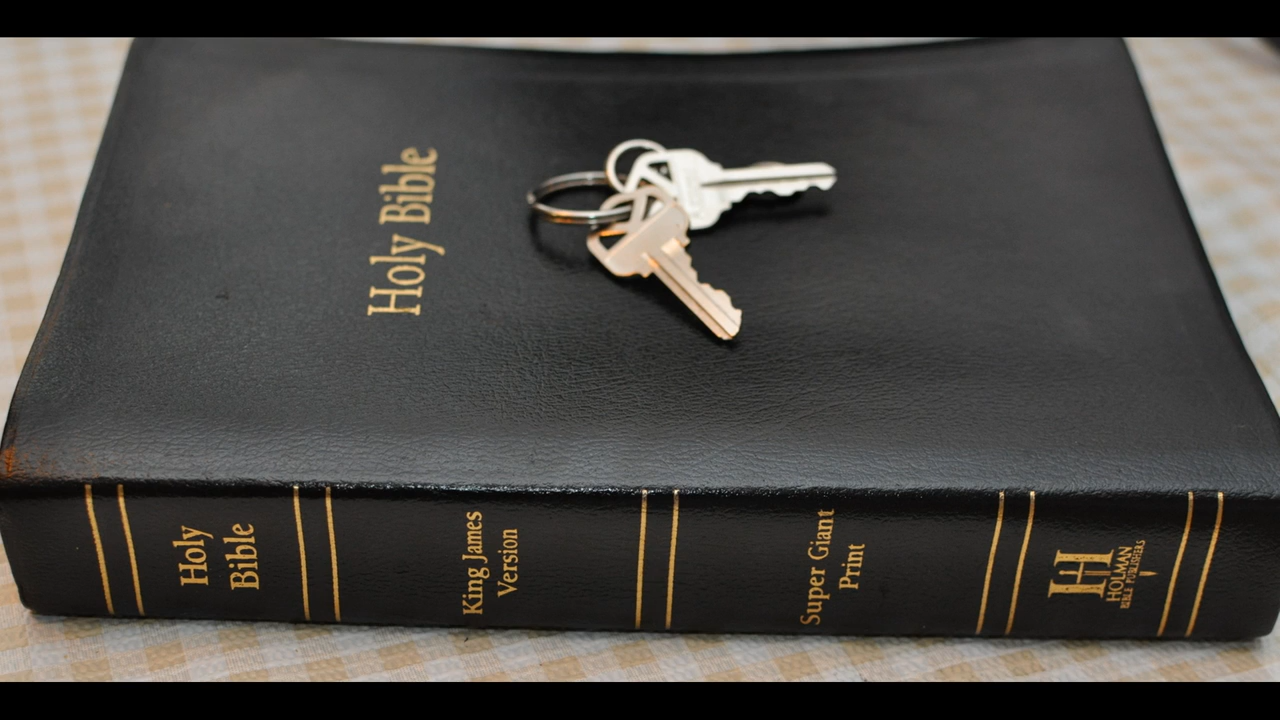 Holy Bible
Holy
Bible
King James
Version
Super Giant
Print
H
HOLMAN
BIBLE PUBLISHERS